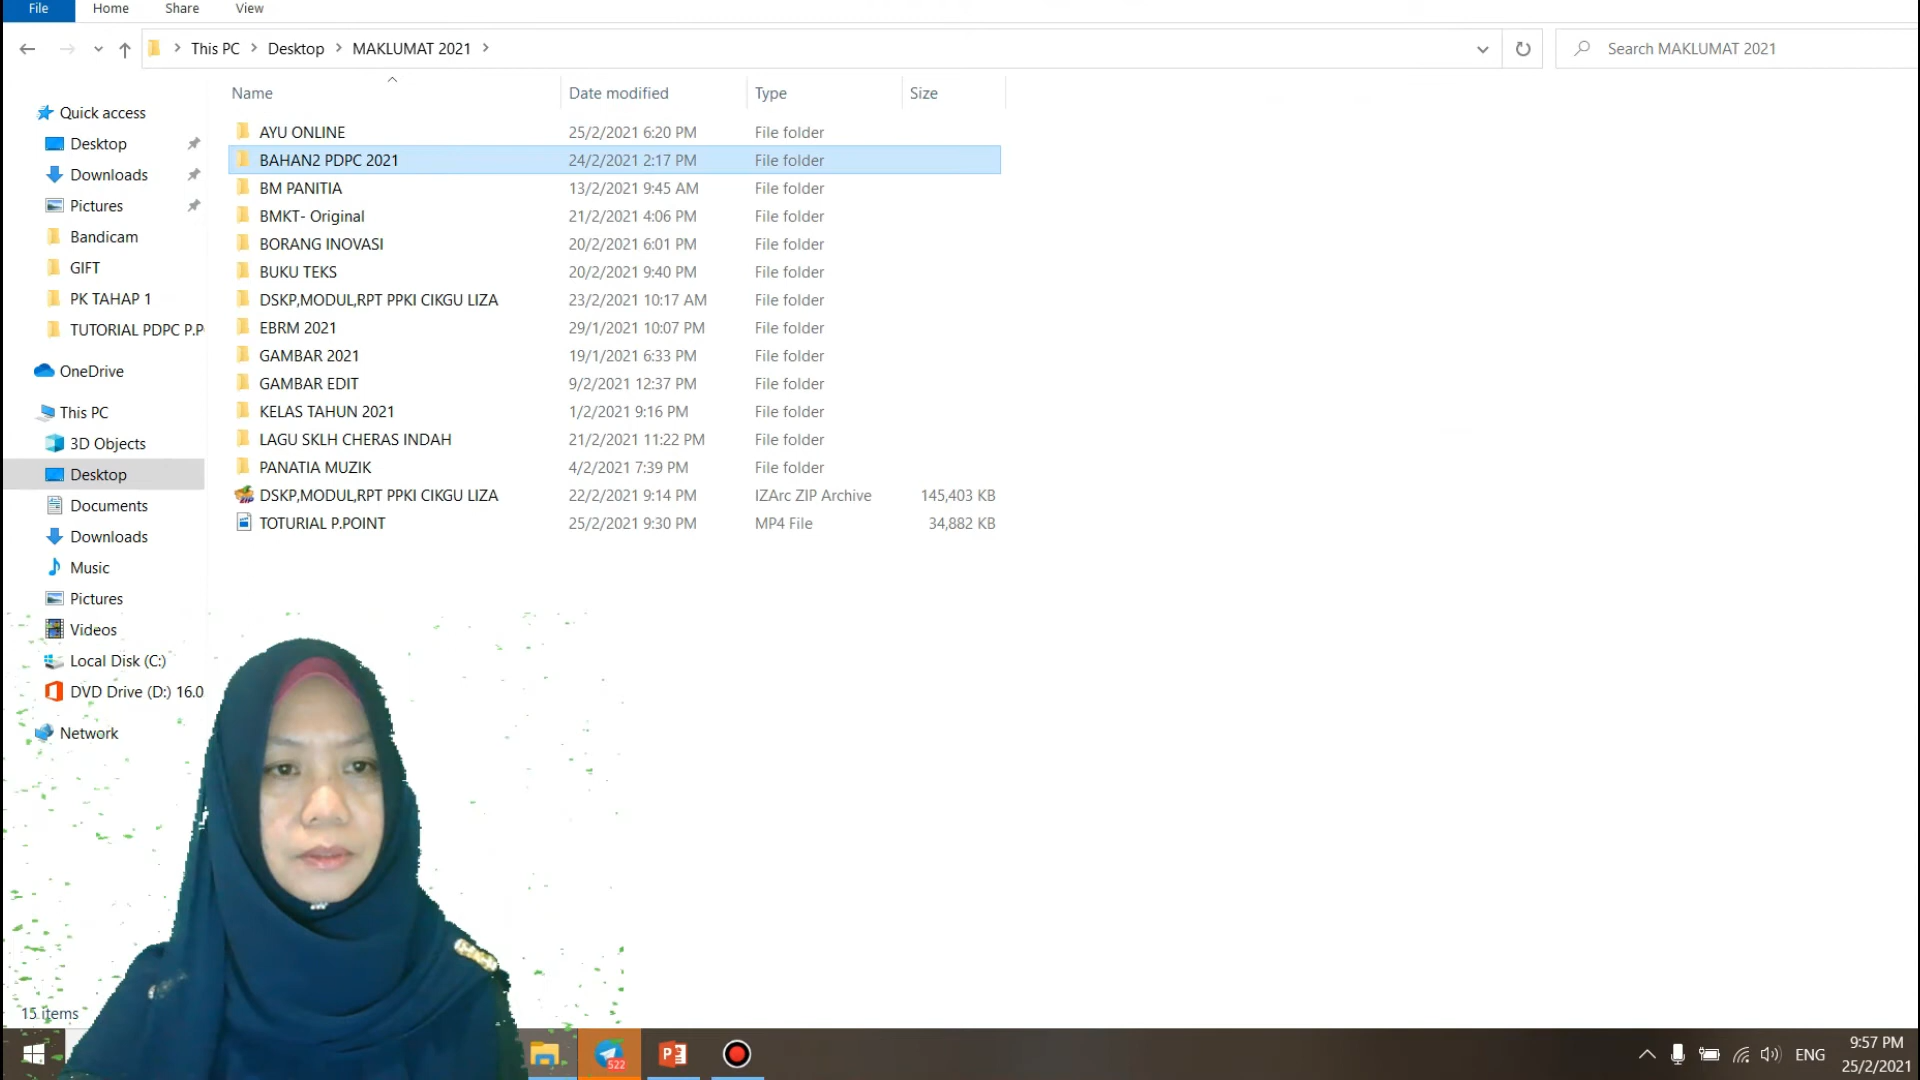 File Home Share View
This PC > Desktop > MAKLUMAT 2021 >
Search MAKLUMAT 2021
Name Date modified Type Size
Quick access
Desktop
Downloads
Pictures
Bandicam
GIFT
PK TAHAP 1
TUTORIAL PDPC P.P
OneDrive
This PC
3D Objects
Desktop
Documents
Downloads
Music
Pictures
Videos
Local Disk (C:)
DVD Drive (D:) 16.0
Network
AYU ONLINE 25/2/2021 6:20 PM File folder
BAHAN2 PDPC 2021 24/2/2021 2:17 PM File folder
BM PANITIA 13/2/2021 9:45 AM File folder
BMKT- Original 21/2/2021 4:06 PM File folder
BORANG INOVASI 20/2/2021 6:01 PM File folder
BUKU TEKS 20/2/2021 9:40 PM File folder
DSKP,MODUL,RPT PPKI CIKGU LIZA 23/2/2021 10:17 AM File folder
EBRM 2021 29/1/2021 10:07 PM File folder
GAMBAR 2021 19/1/2021 6:33 PM File folder
GAMBAR EDIT 9/2/2021 12:37 PM File folder
KELAS TAHUN 2021 1/2/2021 9:16 PM File folder
LAGU SKLH CHERAS INDAH 21/2/2021 11:22 PM File folder
PANATIA MUZIK 4/2/2021 7:39 PM File folder
DSKP,MODUL,RPT PPKI CIKGU LIZA 22/2/2021 9:14 PM IZArc ZIP Archive 145,403 KB
TOTURIAL P.POINT 25/2/2021 9:30 PM MP4 File 34,882 KB
15 items
522
ENG
9:57 PM
25/2/2021